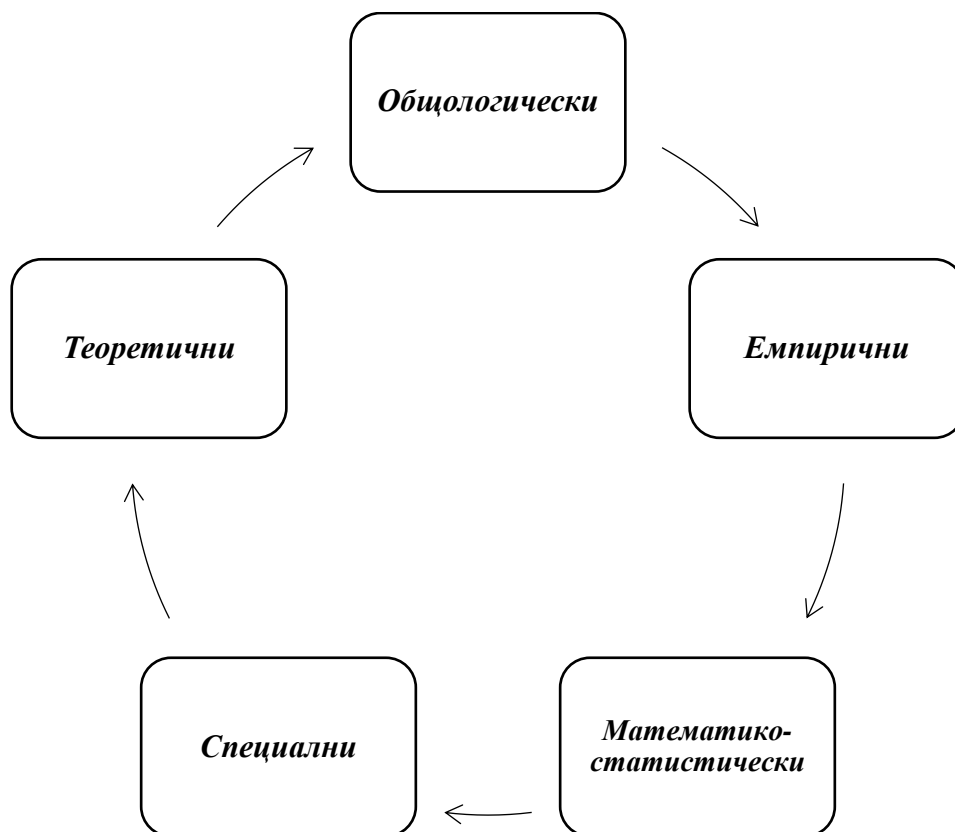 Общологически
Теоретични
Емпирични
Специални
Математико-
статистически